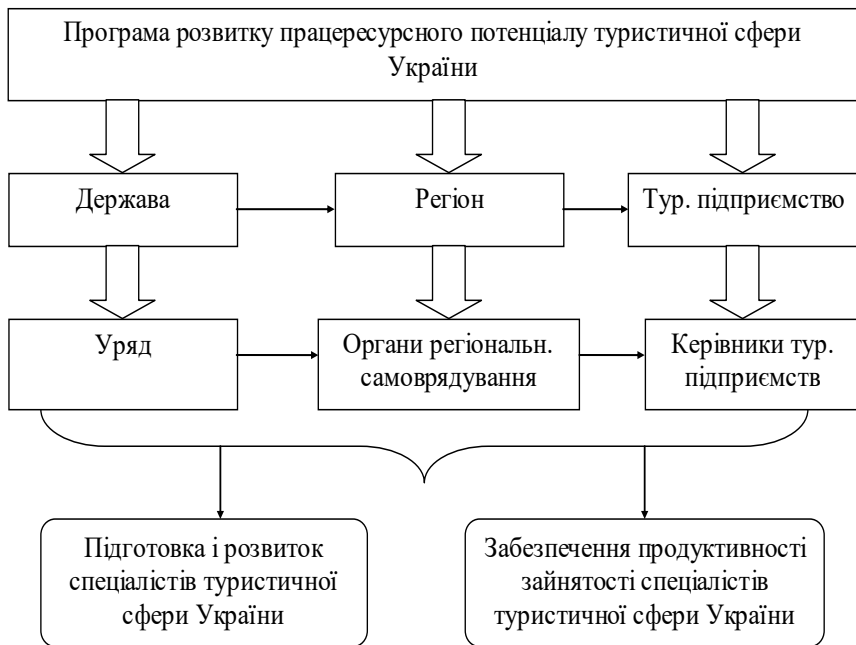 Програма розвитку працересурсного потенціалу туристичної сфери
України
Держава
Регіон
Тур. підприємство
Уряд
Органи регіональн.
самоврядування
Керівники тур.
підприємств
Підготовка і розвиток
спеціалістів туристичної
сфери України
Забезпечення продуктивності
зайнятості спеціалістів
туристичної сфери України